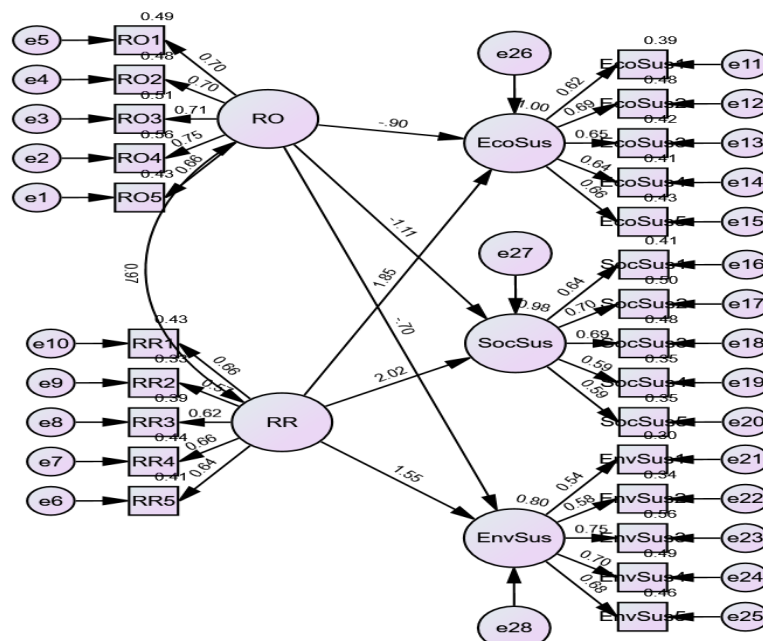 0.49
e5 RO1 0.70
0.48
e4 RO2 0.70
0.51
e3 RO3 0.71
0.56
e2 RO4 0.75
0.43
e1 RO5 0.66
RO
0.97
0.43
e10 RR1 0.66
0.33
e9 RR2 0.57
0.39
e8 RR3 0.62
0.44
e7 RR4 0.66
0.41
e6 RR5 0.64
RR
-.90
-1.11
-.70
1.85
2.02
1.55
e26
1.00
EcoSus
e27
0.98
SocSus
0.80
EnvSus
e28
0.39
0.62 EcoSus1 e11
0.48
0.69 EcoSus2 e12
0.42
0.65 EcoSus3 e13
0.41
0.64 EcoSus4 e14
0.43
0.66 EcoSus5 e15
0.41
0.64 SocSus1 e16
0.50
0.70 SocSus2 e17
0.48
0.69 SocSus3 e18
0.35
0.59 SocSus4 e19
0.35
0.59 SocSus5 e20
0.30
0.54 EnvSus1 e21
0.34
0.58 EnvSus2 e22
0.56
0.75 EnvSus3 e23
0.49
0.70 EnvSus4 e24
0.46
0.68 EnvSus5 e25